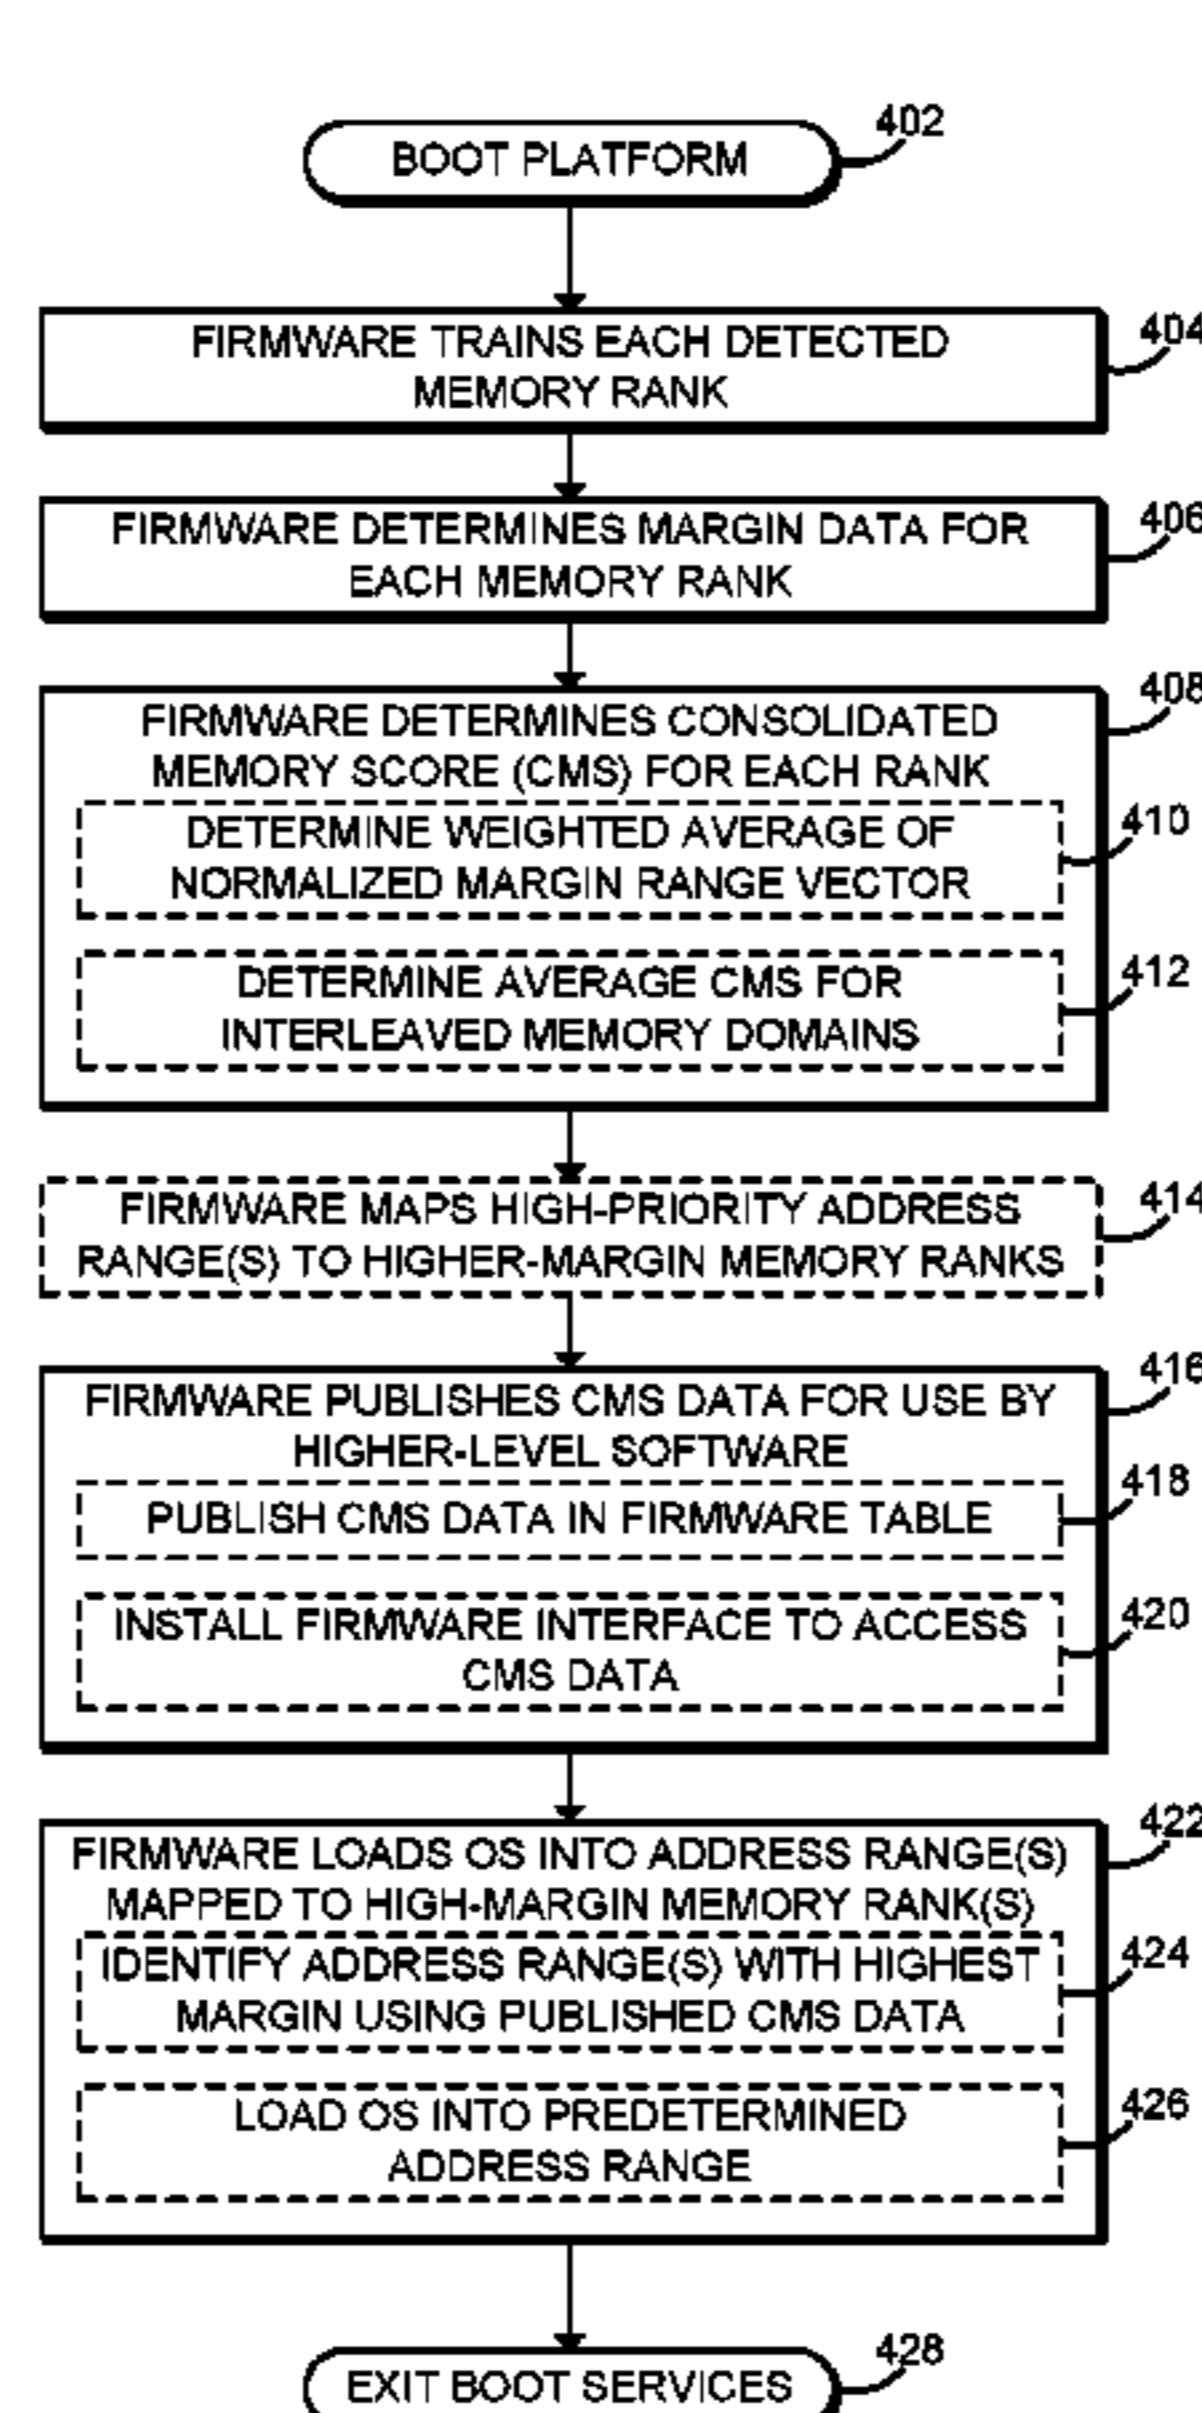 402
BOOT PLATFORM
404
FIRMWARE TRAINS EACH DETECTED
MEMORY RANK
406
FIRMWARE DETERMINES MARGIN DATA FOR
EACH MEMORY RANK
408
FIRMWARE DETERMINES CONSOLIDATED
MEMORY SCORE (CMS) FOR EACH RANK
410
DETERMINE WEIGHTED AVERAGE OF
NORMALIZED MARGIN RANGE VECTOR
412
DETERMINE AVERAGE CMS FOR
INTERLEAVED MEMORY DOMAINS
414
FIRMWARE MAPS HIGH-PRIORITY ADDRESS
RANGE(S) TO HIGHER-MARGIN MEMORY RANKS
416
FIRMWARE PUBLISHES CMS DATA FOR USE BY
HIGHER-LEVEL SOFTWARE
418
PUBLISH CMS DATA IN FIRMWARE TABLE
420
INSTALL FIRMWARE INTERFACE TO ACCESS
CMS DATA
422
FIRMWARE LOADS OS INTO ADDRESS RANGE(S)
MAPPED TO HIGH-MARGIN MEMORY RANK(S)
424
IDENTIFY ADDRESS RANGE(S) WITH HIGHEST
MARGIN USING PUBLISHED CMS DATA
426
LOAD OS INTO PREDETERMINED
ADDRESS RANGE
428
EXIT BOOT SERVICES